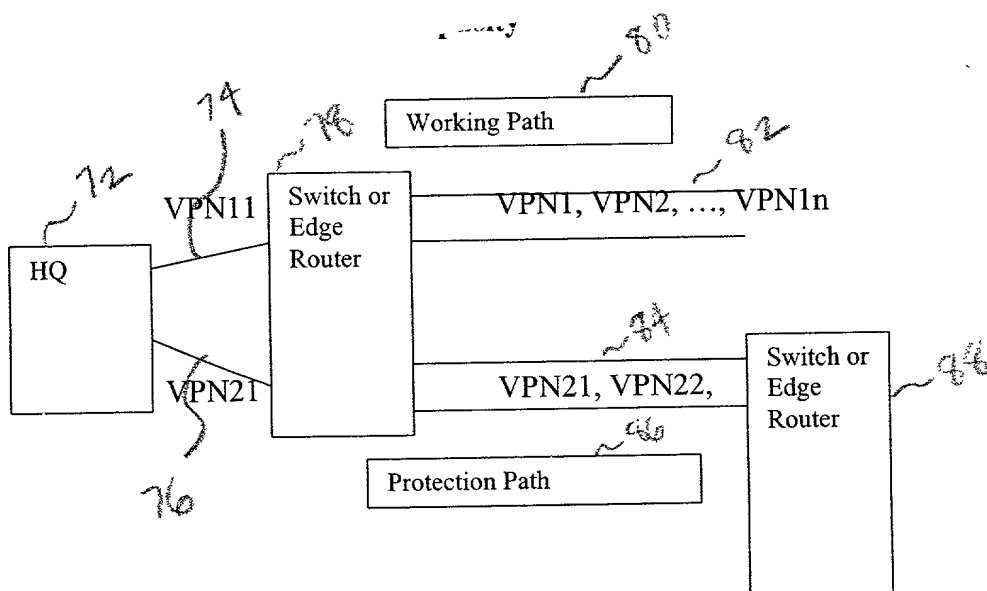 80
74
78
Working Path
72
82
VPN11
Switch or
Edge
Router
VPN1, VPN2, ..., VPN1n
HQ
84
Switch or
Edge
Router
88
VPN21
VPN21, VPN22,
86
Protection Path
76